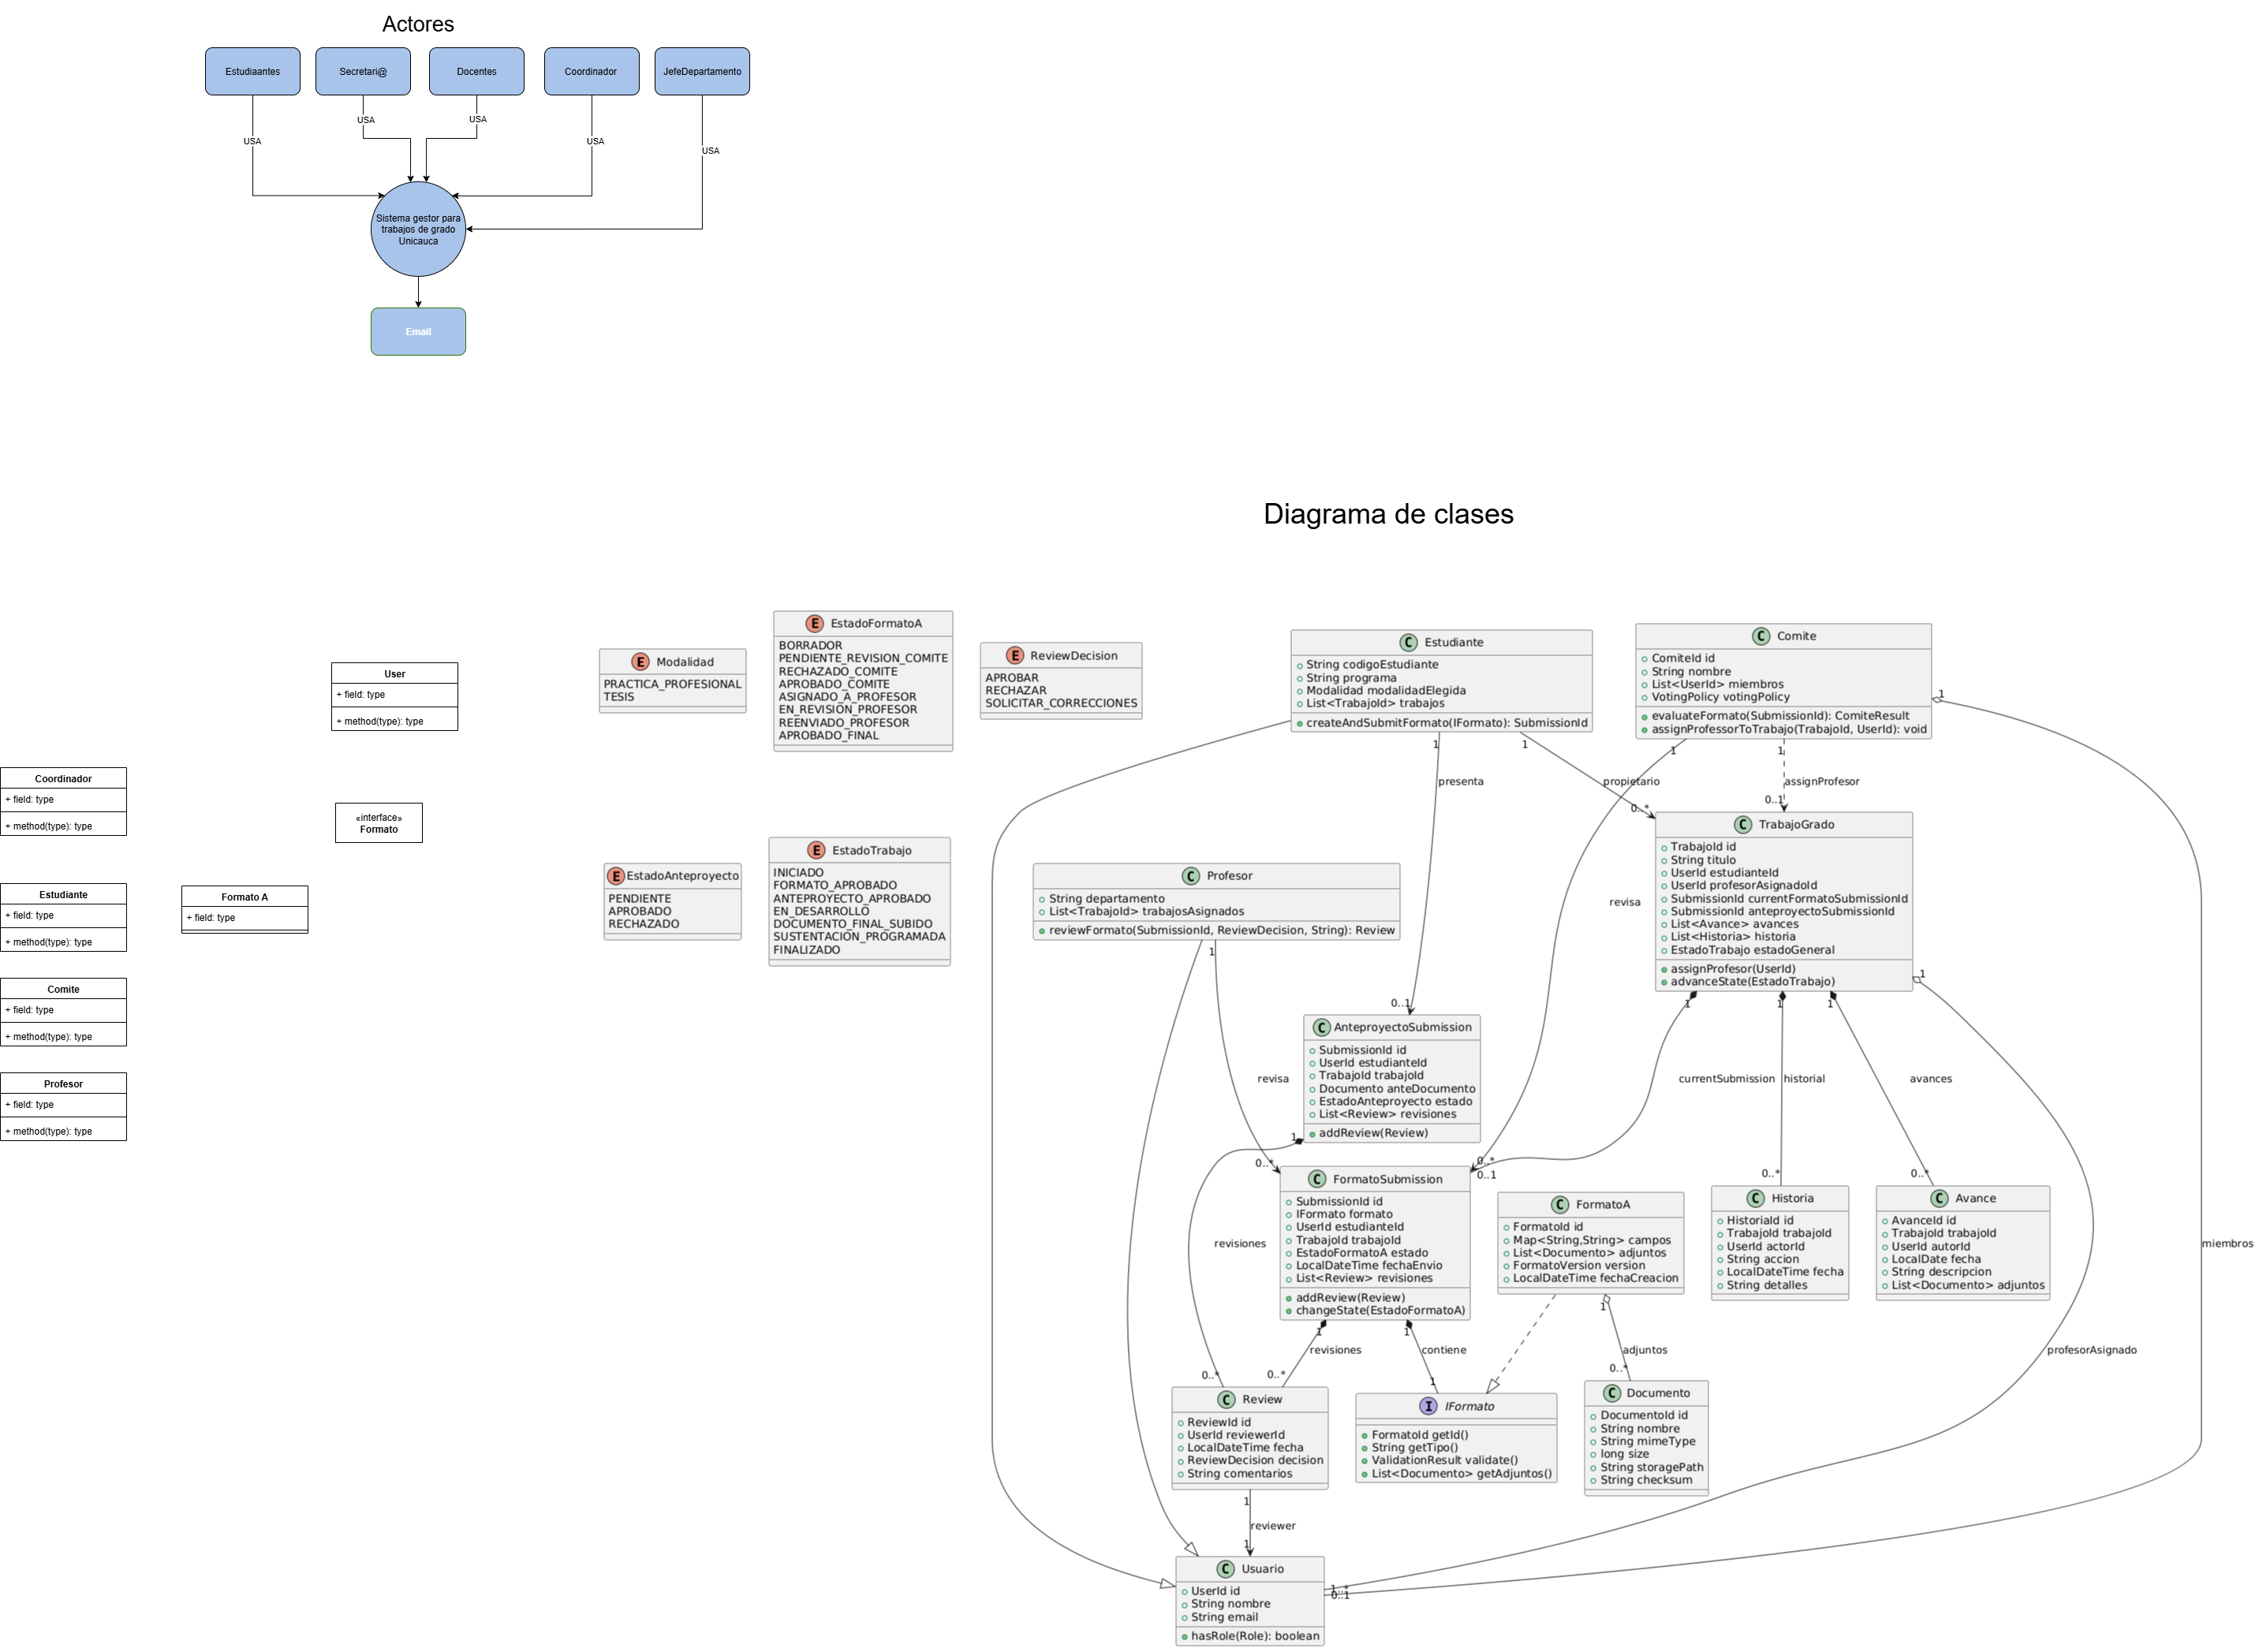 Actores
Estudiaantes
Secretari@
Docentes
Coordinador
JefeDepartamento
USA
USA
USA
USA
USA
Sistema gestor para
trabajos de grado
Unicauca
Email
Diagrama de clases
User
+ field: type
+ method(type): type
Coordinador
+ field: type
+ method(type): type
«interface»
Formato
Estudiante
+ field: type
+ method(type): type
Formato A
+ field: type
Comite
+ field: type
+ method(type): type
Profesor
+ field: type
+ method(type): type
E Modalidad
PRACTICA_PROFESIONAL
TESIS
E EstadoFormatoA
BORRADOR
PENDIENTE_REVISION_COMITE
RECHAZADO_COMITE
APROBADO_COMITE
ASIGNADO_A_PROFESOR
EN_REVISION_PROFESOR
REENVIADO_PROFESOR
APROBADO_FINAL
E ReviewDecision
APROBAR
RECHAZAR
SOLICITAR_CORRECCIONES
E EstadoAnteproyecto
PENDIENTE
APROBADO
RECHAZADO
E EstadoTrabajo
INICIADO
FORMATO_APROBADO
ANTEPROYECTO_APROBADO
EN_DESARROLLO
DOCUMENTO_FINAL_SUBIDO
SUSTENTACION_PROGRAMADA
FINALIZADO
C Estudiante
String codigoEstudiante
String programa
Modalidad modalidadElegida
List<TrabajoId> trabajos
createAndSubmitFormato(IFormato): SubmissionId
C Comite
ComiteId id
String nombre
List<UserId> miembros
VotingPolicy votingPolicy
evaluateFormato(SubmissionId): ComiteResult
assignProfessorToTrabajo(TrabajoId, UserId): void
1
1
1
1
1
presenta
propietario
assignProfesor
0..*
0..1
C TrabajoGrado
TrabajoId id
String titulo
UserId estudianteId
UserId profesorAsignadoId
SubmissionId currentFormatoSubmissionId
SubmissionId anteproyectoSubmissionId
List<Avance> avances
List<Historia> historia
EstadoTrabajo estadoGeneral
assignProfesor(UserId)
advanceState(EstadoTrabajo)
C Profesor
String departamento
List<TrabajoId> trabajosAsignados
reviewFormato(SubmissionId, ReviewDecision, String): Review
revisa
1
1
1
1
1
0..1
C AnteproyectoSubmission
SubmissionId id
UserId estudianteId
TrabajoId trabajoId
Documento anteDocumento
EstadoAnteproyecto estado
List<Review> revisiones
addReview(Review)
revisa
currentSubmission
historial
avances
1
0..*
0..*
0..1
0..*
0..*
C FormatoSubmission
SubmissionId id
IFormato formato
UserId estudianteId
TrabajoId trabajoId
EstadoFormatoA estado
LocalDateTime fechaEnvio
List<Review> revisiones
addReview(Review)
changeState(EstadoFormatoA)
C FormatoA
FormatoId id
Map<String,String> campos
List<Documento> adjuntos
FormatoVersion version
LocalDateTime fechaCreacion
C Historia
HistoriaId id
TrabajoId trabajoId
UserId actorId
String accion
LocalDateTime fecha
String detalles
C Avance
AvanceId id
TrabajoId trabajoId
UserId autorId
LocalDate fecha
String descripcion
List<Documento> adjuntos
revisiones
miembros
1
1
1
revisiones
contiene
adjuntos
profesorAsignado
0..*
0..*
1
0..*
C Review
ReviewId id
UserId reviewerId
LocalDateTime fecha
ReviewDecision decision
String comentarios
I IFormato
FormatoId getId()
String getTipo()
ValidationResult validate()
List<Documento> getAdjuntos()
C Documento
DocumentoId id
String nombre
String mimeType
long size
String storagePath
String checksum
1
reviewer
1
C Usuario
UserId id
String nombre
String email
hasRole(Role): boolean
1..*
0..1